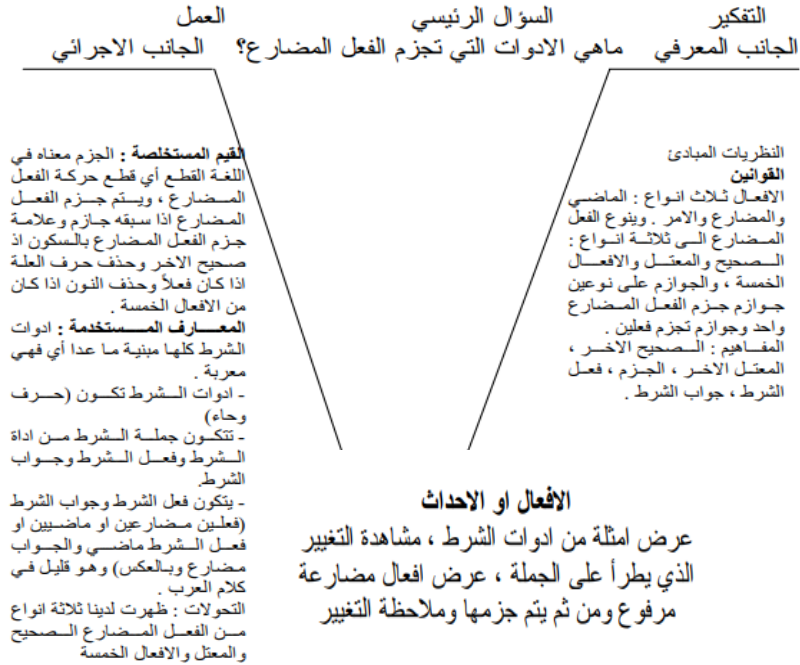 التفكير
الجانب المعرفي
السؤال الرئيسي
ماهي الادوات التي تجزم الفعل المضارع؟
العمل
الجانب الاجرائي
النظريات المبادئ
القوانين
الافعال ثلاث انواع : الماضي
والمضارع والامر . وينوع الفعل
المضارع الى ثلاثة انواع :
الصحيح والمعتل والافعال
الخمسة ، والجوازم على نوعين
جوازم جزم الفعل المضارع
واحد وجوازم تجزم فعلين .
المفاهيم : الصحيح الاخر ،
المعتل الاخر ، الجزم ، فعل
الشرط ، جواب الشرط .
القيم المستخلصة : الجزم معناه في
اللغة القطع أي قطع حركة الفعل
المضارع ، ويتم جزم الفعل
المضارع اذا سبقه جازم وعلامة
جزم الفعل المضارع بالسكون اذ
صحيح الاخر وحذف حرف العلة
اذا كان فعلاً وحذف النون اذا كان
من الافعال الخمسة .
المعارف المستخدمة : ادوات
الشرط كلها مبنية ما عدا أي فهي
معربة .
- ادوات الشرط تكون (حرف
وحاء)
- تتكون جملة الشرط من اداة
الشرط وفعل الشرط وجواب
الشرط.
- يتكون فعل الشرط وجواب الشرط
(فعلين مضارعين او ماضيين او
فعل الشرط ماضي والجواب
مضارع وبالعكس) وهو قليل في
كلام العرب .
التحولات : ظهرت لدينا ثلاثة انواع
من الفعل المضارع الصحيح
والمعتل والافعال الخمسة
الافعال او الاحداث
عرض امثلة من ادوات الشرط ، مشاهدة التغيير
الذي يطرأ على الجملة ، عرض افعال مضارعة
مرفوع ومن ثم يتم جزمها وملاحظة التغيير